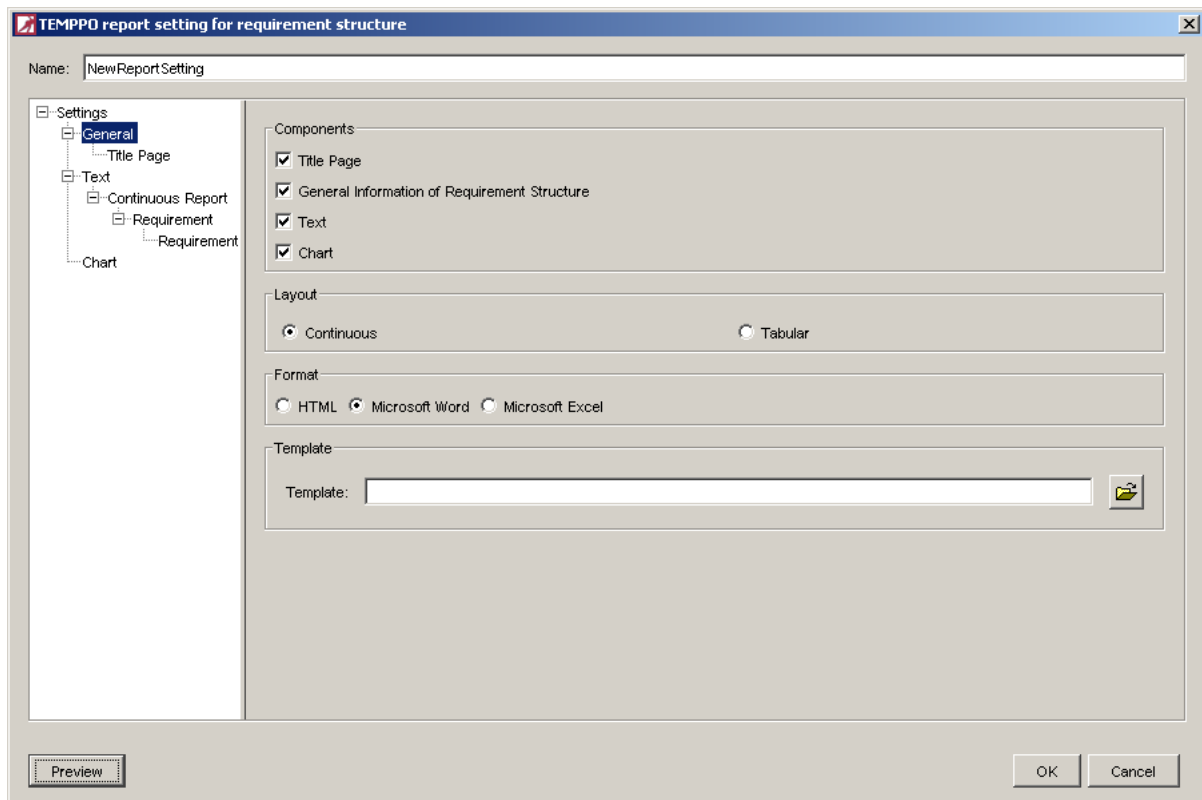 TEMPPO report setting for requirement structure
Name: NewReportSetting
Settings
General
Title Page
Text
Continuous Report
Requirement
Requirement
Chart
Components
Title Page
General Information of Requirement Structure
Text
Chart
Layout
Continuous Tabular
Format
HTML Microsoft Word Microsoft Excel
Template
Template:
Preview OK Cancel